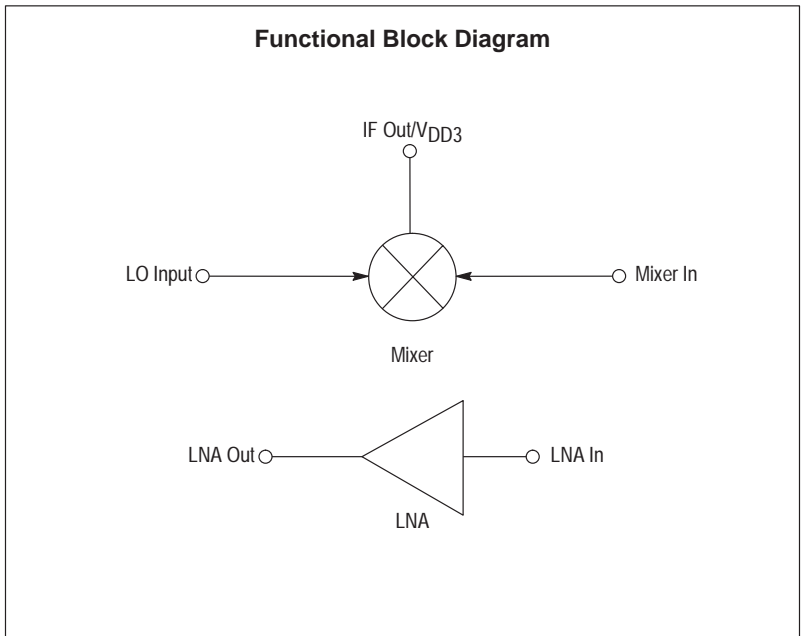 Functional Block Diagram
IF Out/VDD3
LO Input
Mixer In
Mixer
LNA Out
LNA In
LNA